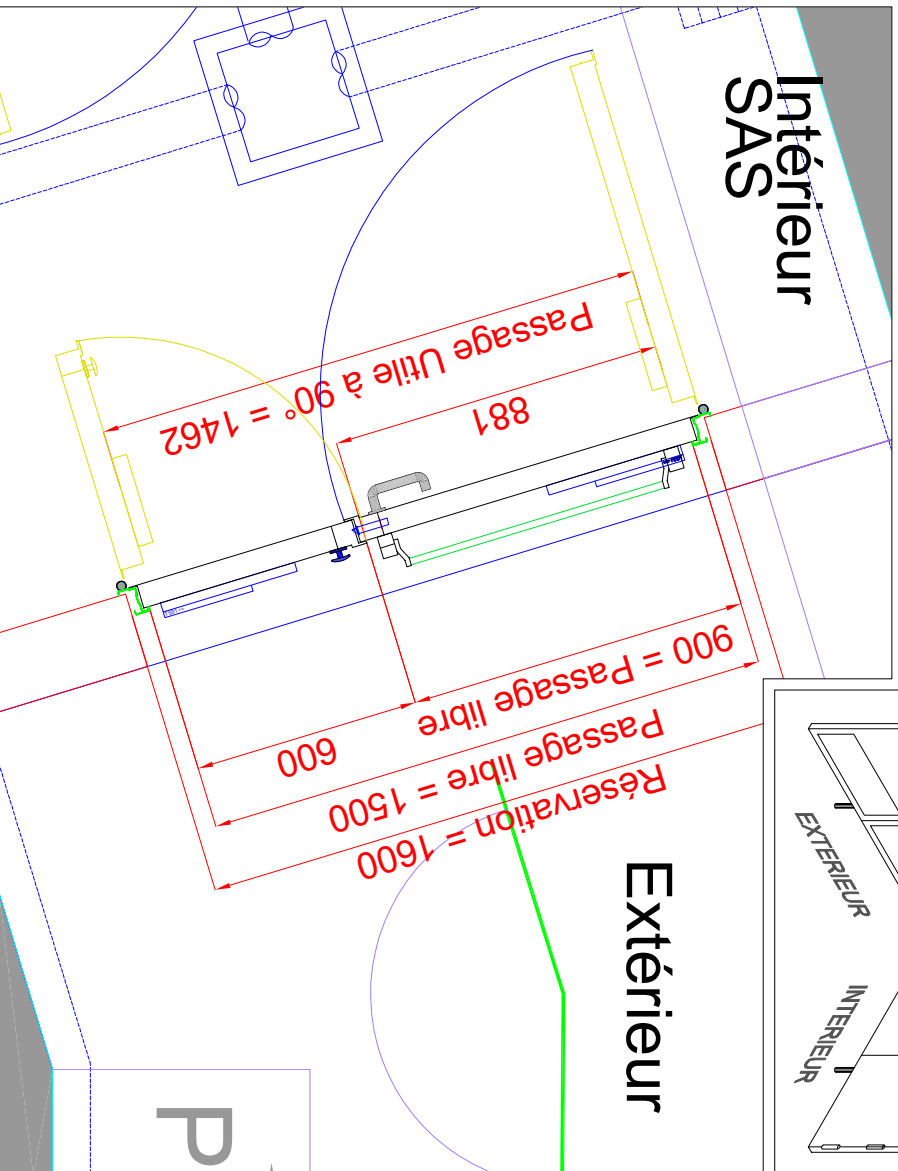 Intérieur
SAS
Passage Utile à 90° = 1462
881
900 = Passage libre
600
Passage libre = 1500
Réservation = 1600
Extérieur
EXTERIEUR
INTERIEUR
P